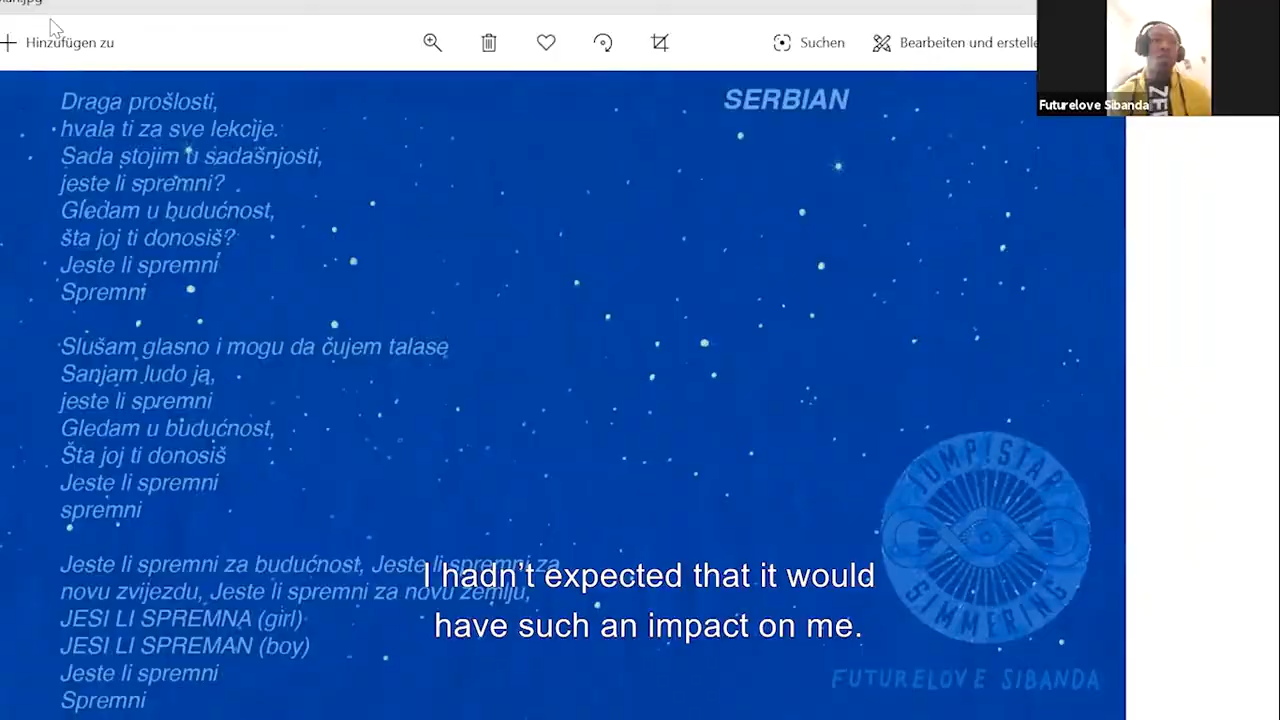 Hinzufügen zu
Suchen
Bearbeiten und erstelle
Futurelove Sibanda
SERBIAN
Draga prošlosti,
hvala ti za sve lekcije.
Sada stojim u sadašnjosti,
jeste li spremni?
Gledam u budućnost,
šta joj ti donosiš?
Jeste li spremni
Spremni
Slušam glasno i mogu da čujem talase
Sanjam ludo ja,
jeste li spremni
Gledam u budućnost,
Šta joj ti donosiš
Jeste li spremni
spremni
Jeste li spremni za budućnost, Jeste li spremni za
novu zvijezdu, Jeste li spremni za novu zemlju,
JESI LI SPREMNA (girl)
JESI LI SPREMAN (boy)
Jeste li spremni
Spremni
I hadn't expected that it would
have such an impact on me.
JUMP!STAR
SIMMERING
FUTURELOVE SIBANDA